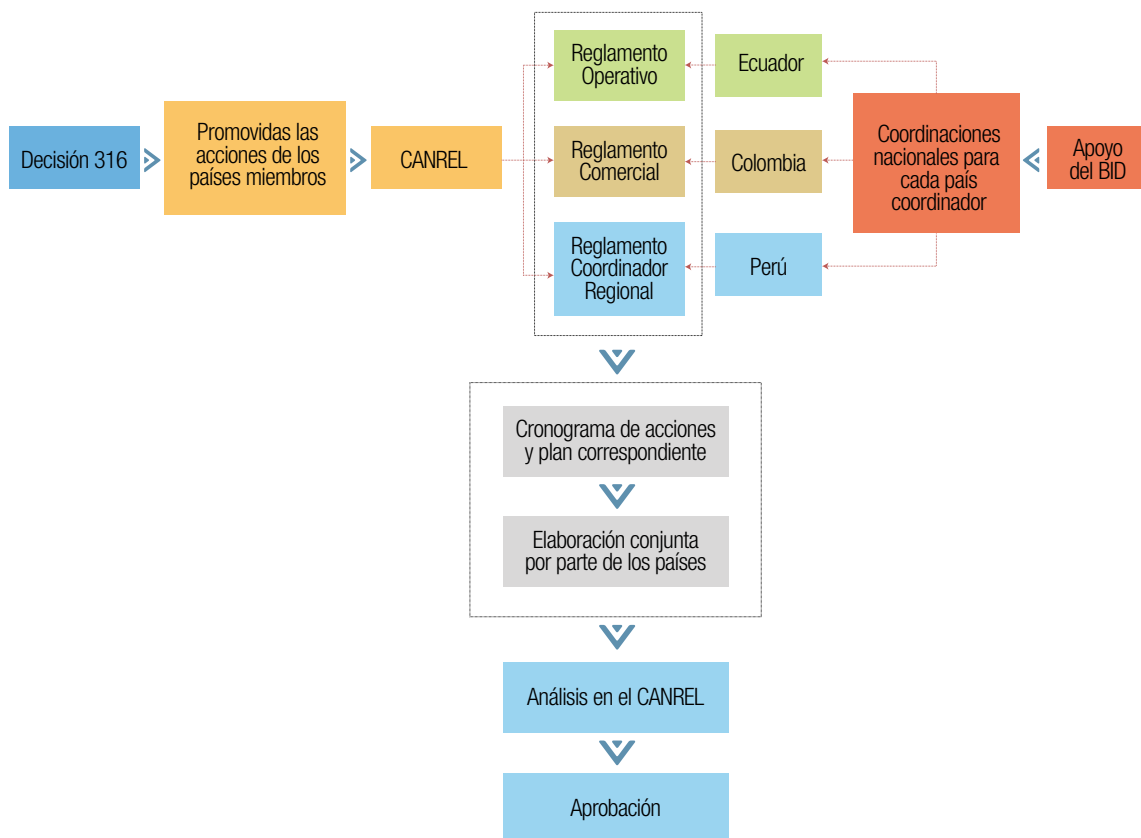 Decisión 316
Promovidas las
acciones de los
países miembros
CANREL
Reglamento
Operativo
Reglamento
Comercial
Reglamento
Coordinador
Regional
Ecuador
Colombia
Perú
Coordinaciones
nacionales para
cada país
coordinador
Apoyo
del BID
Cronograma de acciones
y plan correspondiente
Elaboración conjunta
por parte de los países
Análisis en el CANREL
Aprobación